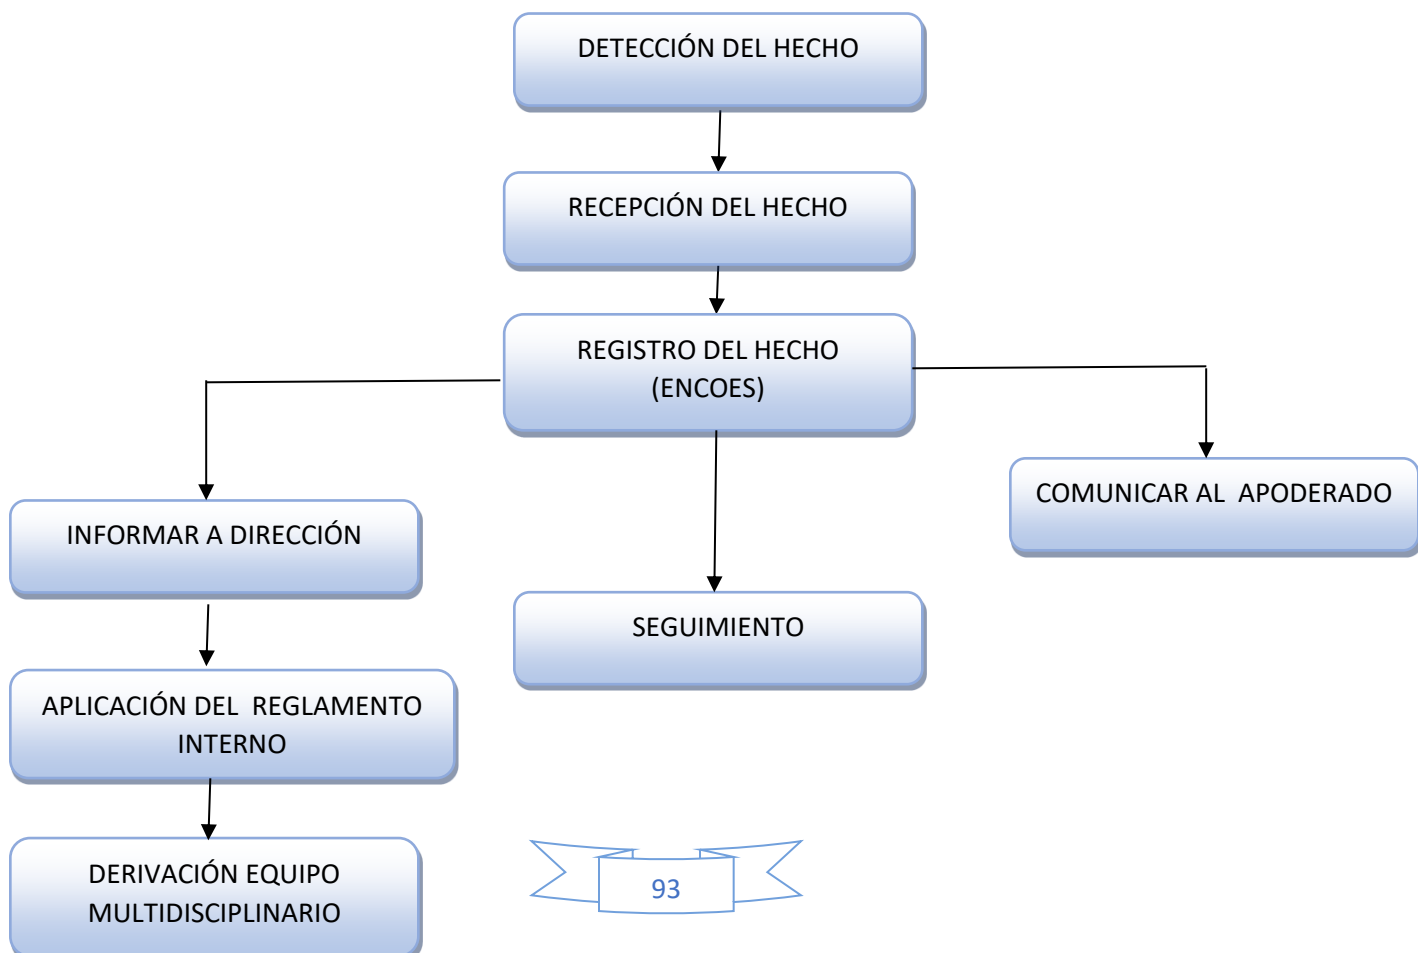 DETECCIÓN DEL HECHO
RECEPCIÓN DEL HECHO
REGISTRO DEL HECHO
(ENCOES)
COMUNICAR AL APODERADO
INFORMAR A DIRECCIÓN
SEGUIMIENTO
APLICACIÓN DEL REGLAMENTO
INTERNO
DERIVACIÓN EQUIPO
MULTIDISCIPLINARIO
93